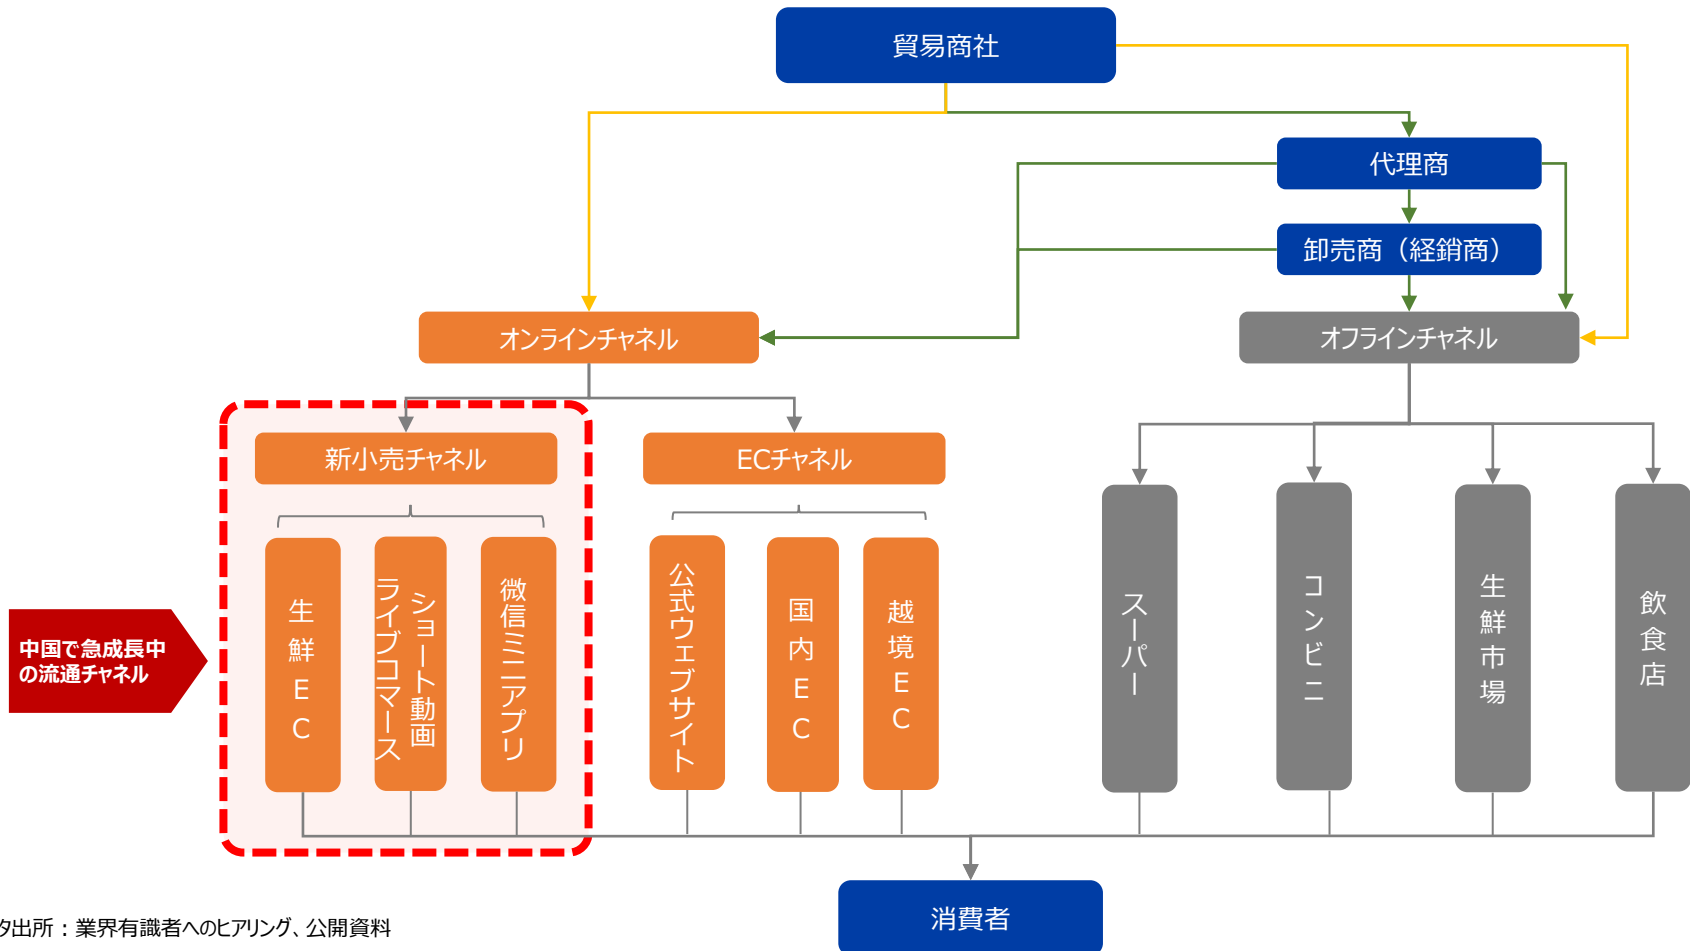 貿易商社
代理商
卸売商（経銷商）
オンラインチャネル
オフラインチャネル
新小売チャネル
ECチャネル
生鮮EC
ショート動画
ライブコマース
微信ミニアプリ
公式ウェブサイト
国内EC
越境EC
スーパー
コンビニ
生鮮市場
飲食店
中国で急成長中
の流通チャネル
消費者
タ出所：業界有識者へのヒアリング、公開資料